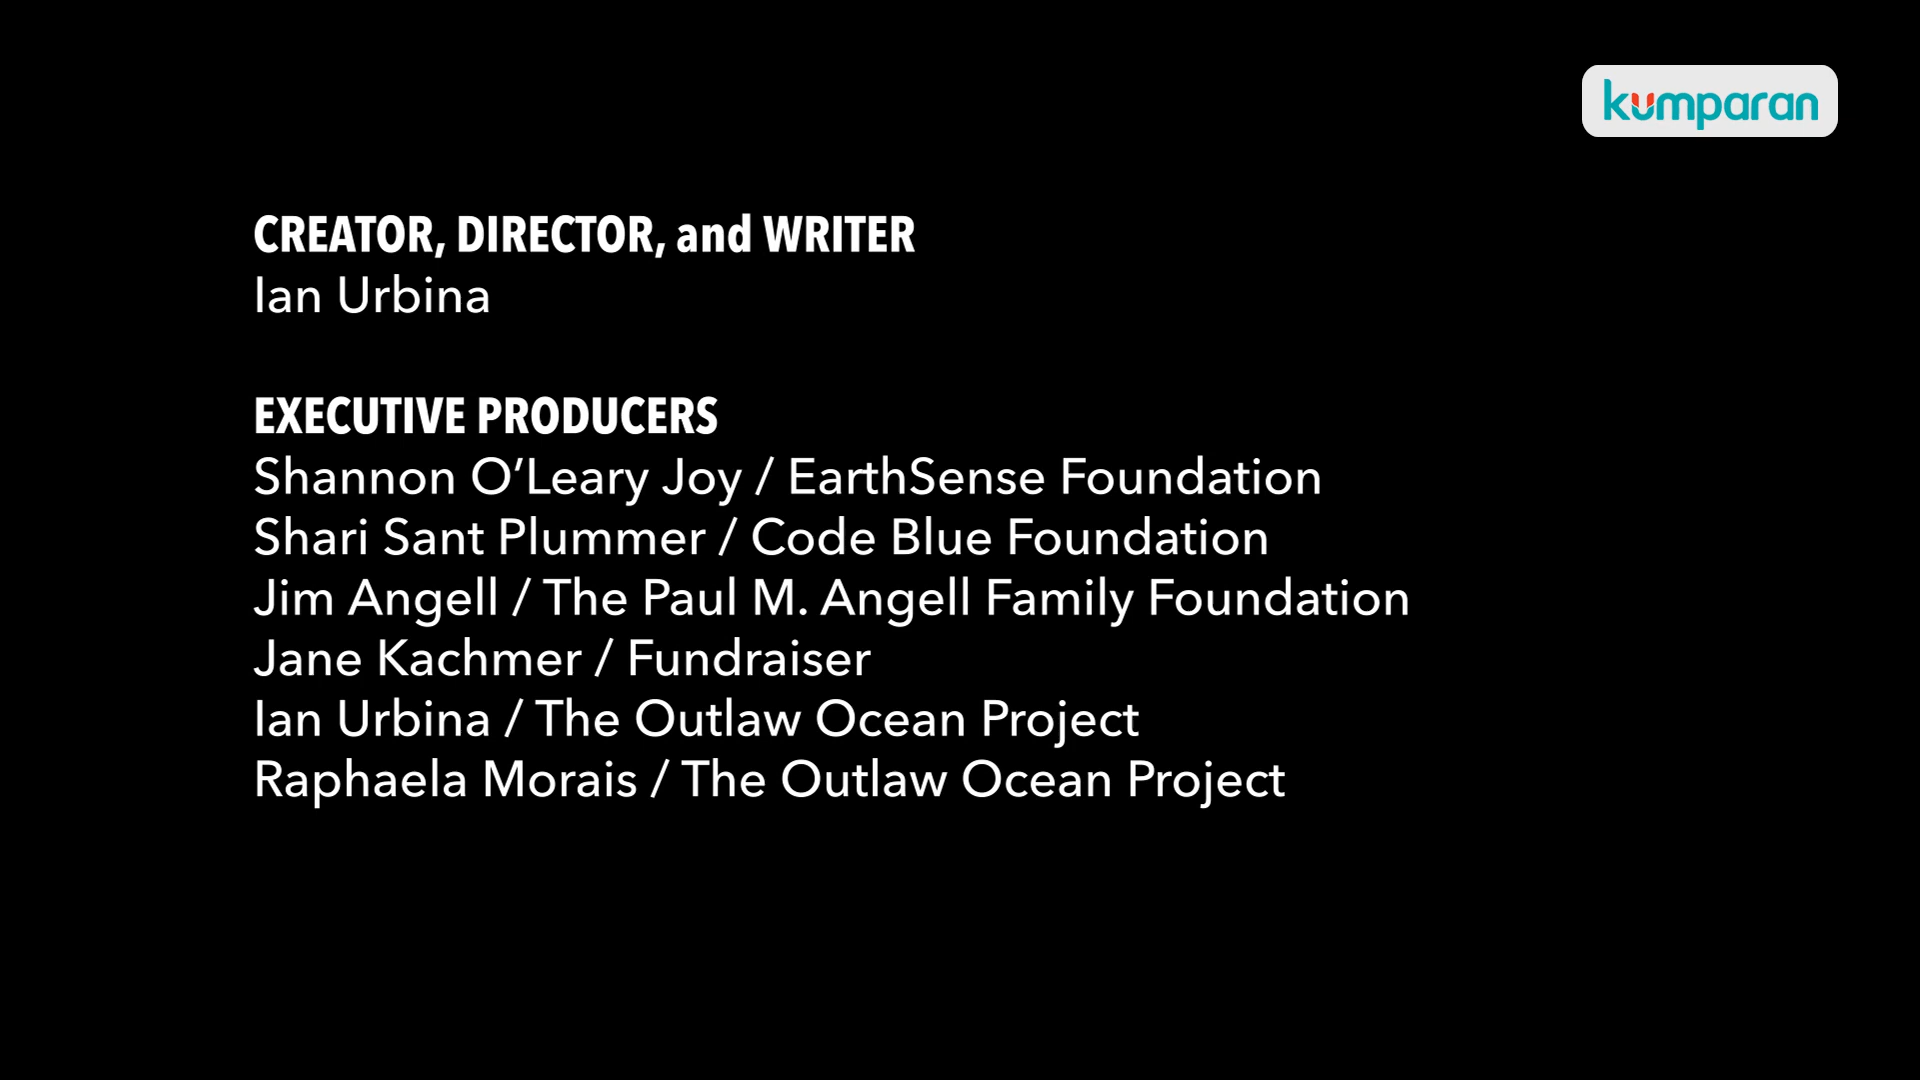 kumparan
CREATOR, DIRECTOR, and WRITER
Ian Urbina
EXECUTIVE PRODUCERS
Shannon O’Leary Joy / EarthSense Foundation
Shari Sant Plummer / Code Blue Foundation
Jim Angell / The Paul M. Angell Family Foundation
Jane Kachmer / Fundraiser
Ian Urbina / The Outlaw Ocean Project
Raphaela Morais / The Outlaw Ocean Project